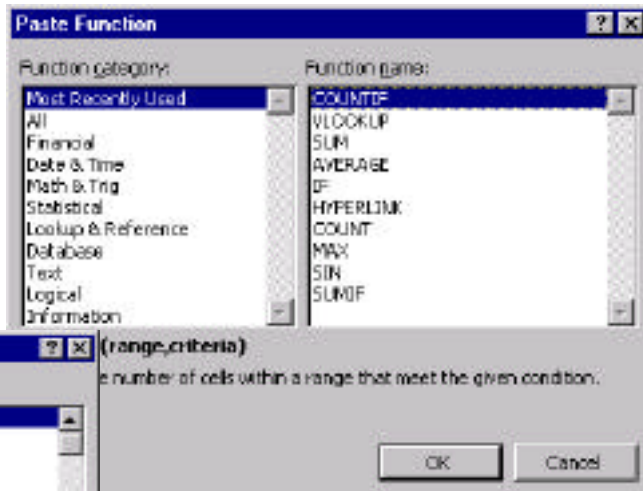 Paste Function
Function category:
Function name:
Most Recently Used
All
Financial
Date & Time
Math & Trig
Statistical
Lookup & Reference
Database
Text
Logical
Information
COUNTIF
VLOOKUP
SUM
AVERAGE
IF
HYPERLINK
COUNT
MAX
SIN
SUMIF
(range,criteria)
e number of cells within a range that meet the given condition.
OK
Cancel